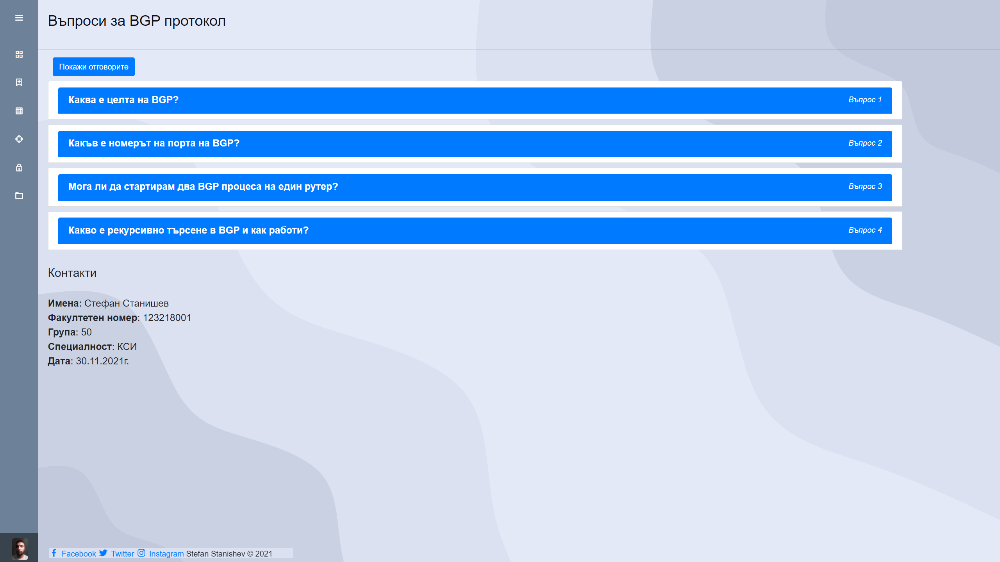 Въпроси за BGP протокол
Покажи отговорите
Каква е целта на BGP? Въпрос 1
Какъв е номерът на порта на BGP? Въпрос 2
Мога ли да стартирам два BGP процеса на един рутер? Въпрос 3
Какво е рекурсивно търсене в BGP и как работи? Въпрос 4
Контакти
Имена: Стефан Станишев
Факултетен номер: 123218001
Група: 50
Специалност: КСИ
Дата: 30.11.2021г.
Facebook Twitter Instagram Stefan Stanishev © 2021